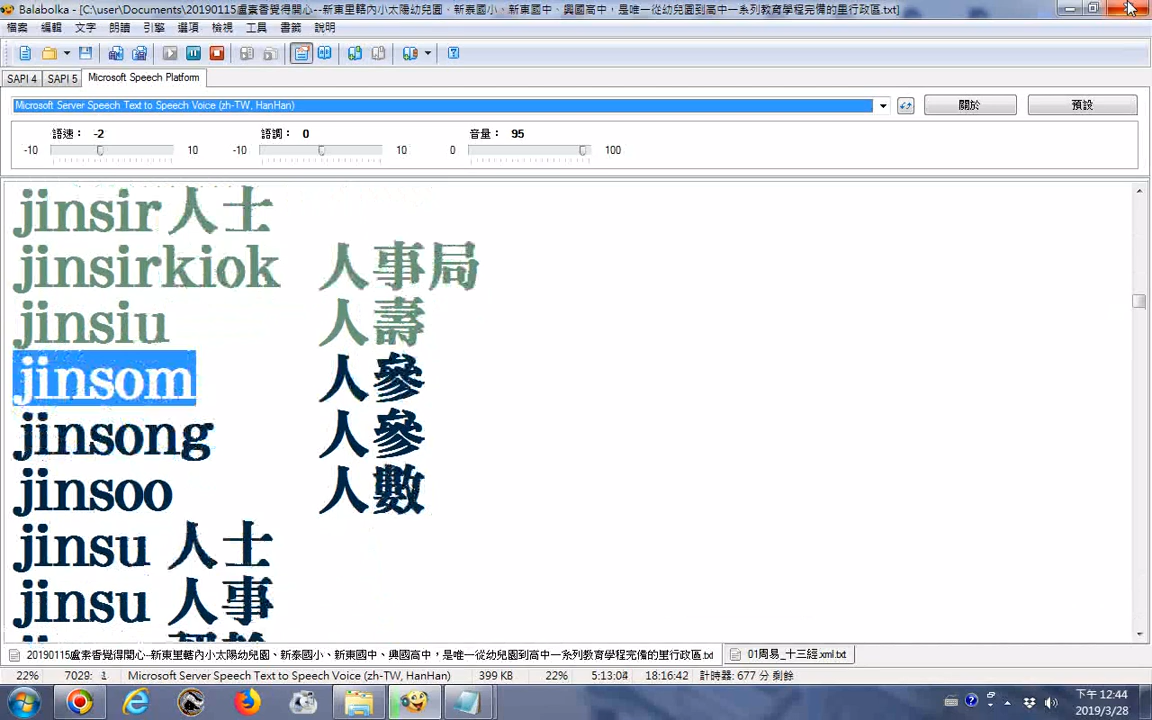 Balabolka - [C:\user\Documents\20190115盧素香覺得開心--新東里轄內小太陽幼兒園、新泰國小、新東國中、興國高中，是唯一從幼兒園到高中一系列教育學程完備的里行政區.txt]
檔案 編輯 文字 朗讀 引擎 選項 檢視 工具 書籤 說明
SAPI 4 SAPI 5 Microsoft Speech Platform
Microsoft Server Speech Text to Speech Voice (zh-TW, HanHan) 關於 預設
語速： -2 語調： 0 音量： 95
-10 10 -10 10 0 100
jinsir 人士
jinsirkiok 人事局
jinsiu 人壽
jinsom 人參
jinsong 人參
jinsoo 人數
jinsu 人士
jinsu 人事
20190115盧素香覺得開心--新東里轄內小太陽幼兒園、新泰國小、新東國中、興國高中，是唯一從幼兒園到高中一系列教育學程完備的里行政區.txt 01周易_十三經.xml.txt
22% 7028: 1 Microsoft Server Speech Text to Speech Voice (zh-TW, HanHan) 399 KB 22% 5:13:04 18:16:42 計時器: 677 分 剩餘
下午 12:44
2019/3/28